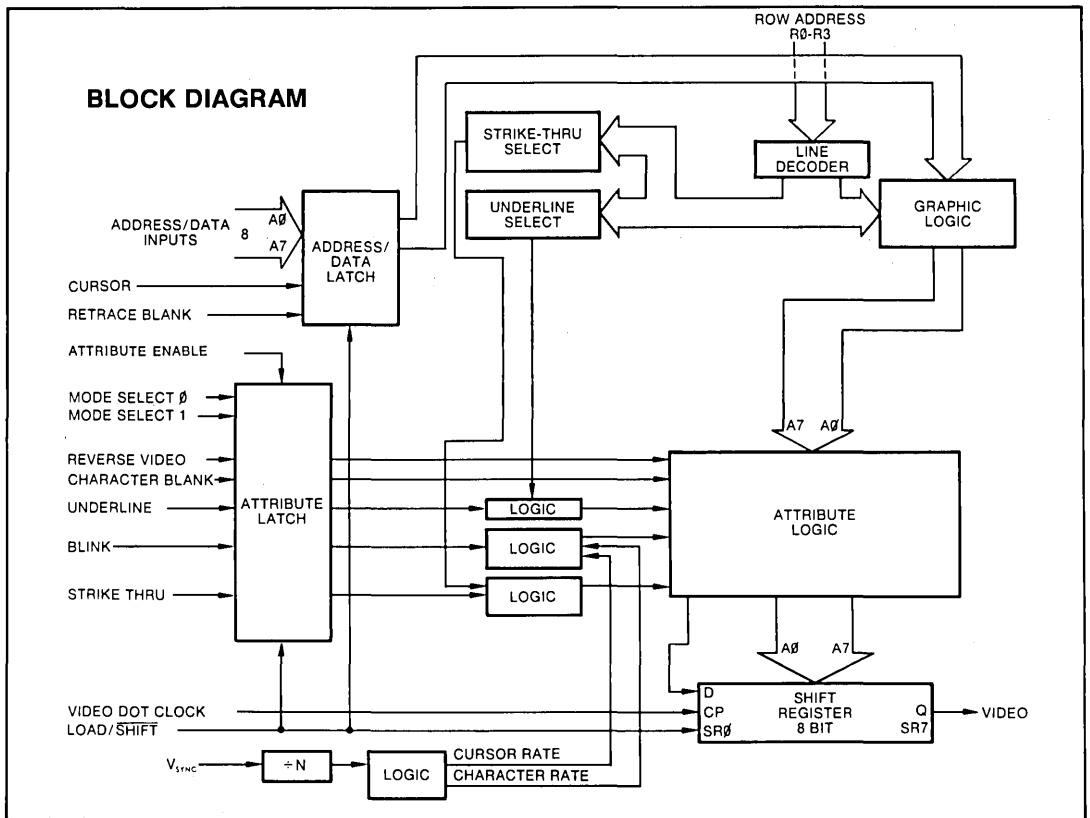 BLOCK DIAGRAM
ROW ADDRESS
RØ-R3
STRIKE-THRU
SELECT
LINE
DECODER
UNDERLINE
SELECT
GRAPHIC
LOGIC
ADDRESS/DATA
INPUTS
8
AØ
A7
ADDRESS/
DATA
LATCH
CURSOR
RETRACE BLANK
ATTRIBUTE ENABLE
MODE SELECT Ø
MODE SELECT 1
REVERSE VIDEO
CHARACTER BLANK
UNDERLINE
BLINK
STRIKE THRU
ATTRIBUTE
LATCH
LOGIC
LOGIC
LOGIC
A7 AØ
ATTRIBUTE
LOGIC
AØ A7
D
CP
SRØ
SHIFT
REGISTER
8 BIT
Q
SR7
VIDEO
VIDEO DOT CLOCK
LOAD/SHIFT
VSYNC
÷N
LOGIC
CURSOR RATE
CHARACTER RATE